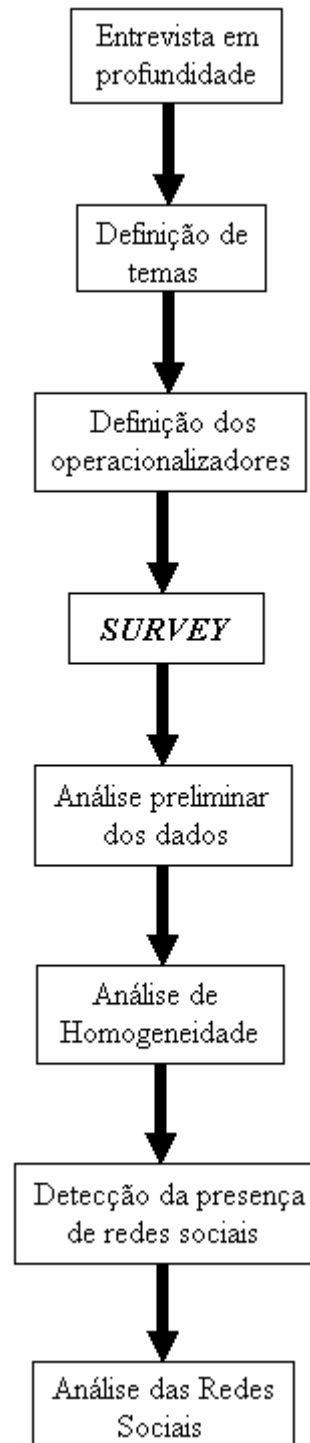 Entrevista em
profundidade
Definição de
temas
Definição dos
operacionalizadores
SURVEY
Análise preliminar
dos dados
Análise de
Homogeneidade
Detecção da presença
de redes sociais
Análise das Redes
Sociais